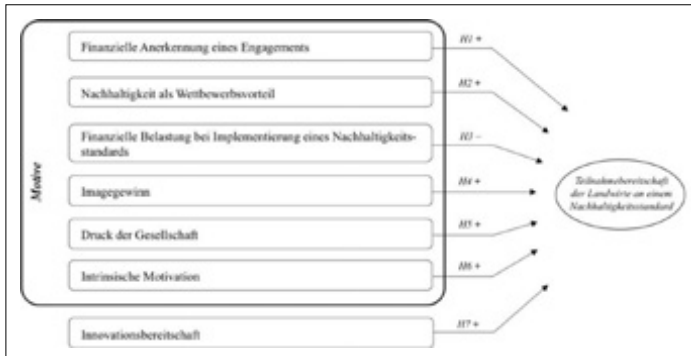 Motive
Finanzielle Anerkennung eines Engagements
H1 +
Nachhaltigkeit als Wettbewerbsvorteil
H2 +
Finanzielle Belastung bei Implementierung eines Nachhaltigkeits-
standards
H3 –
Imagegewinn
H4 +
Druck der Gesellschaft
H5 +
Intrinsische Motivation
H6 +
Innovationsbereitschaft
H7 +
Teilnahmebereitschaft
der Landwirte an einem
Nachhaltigkeitsstandard